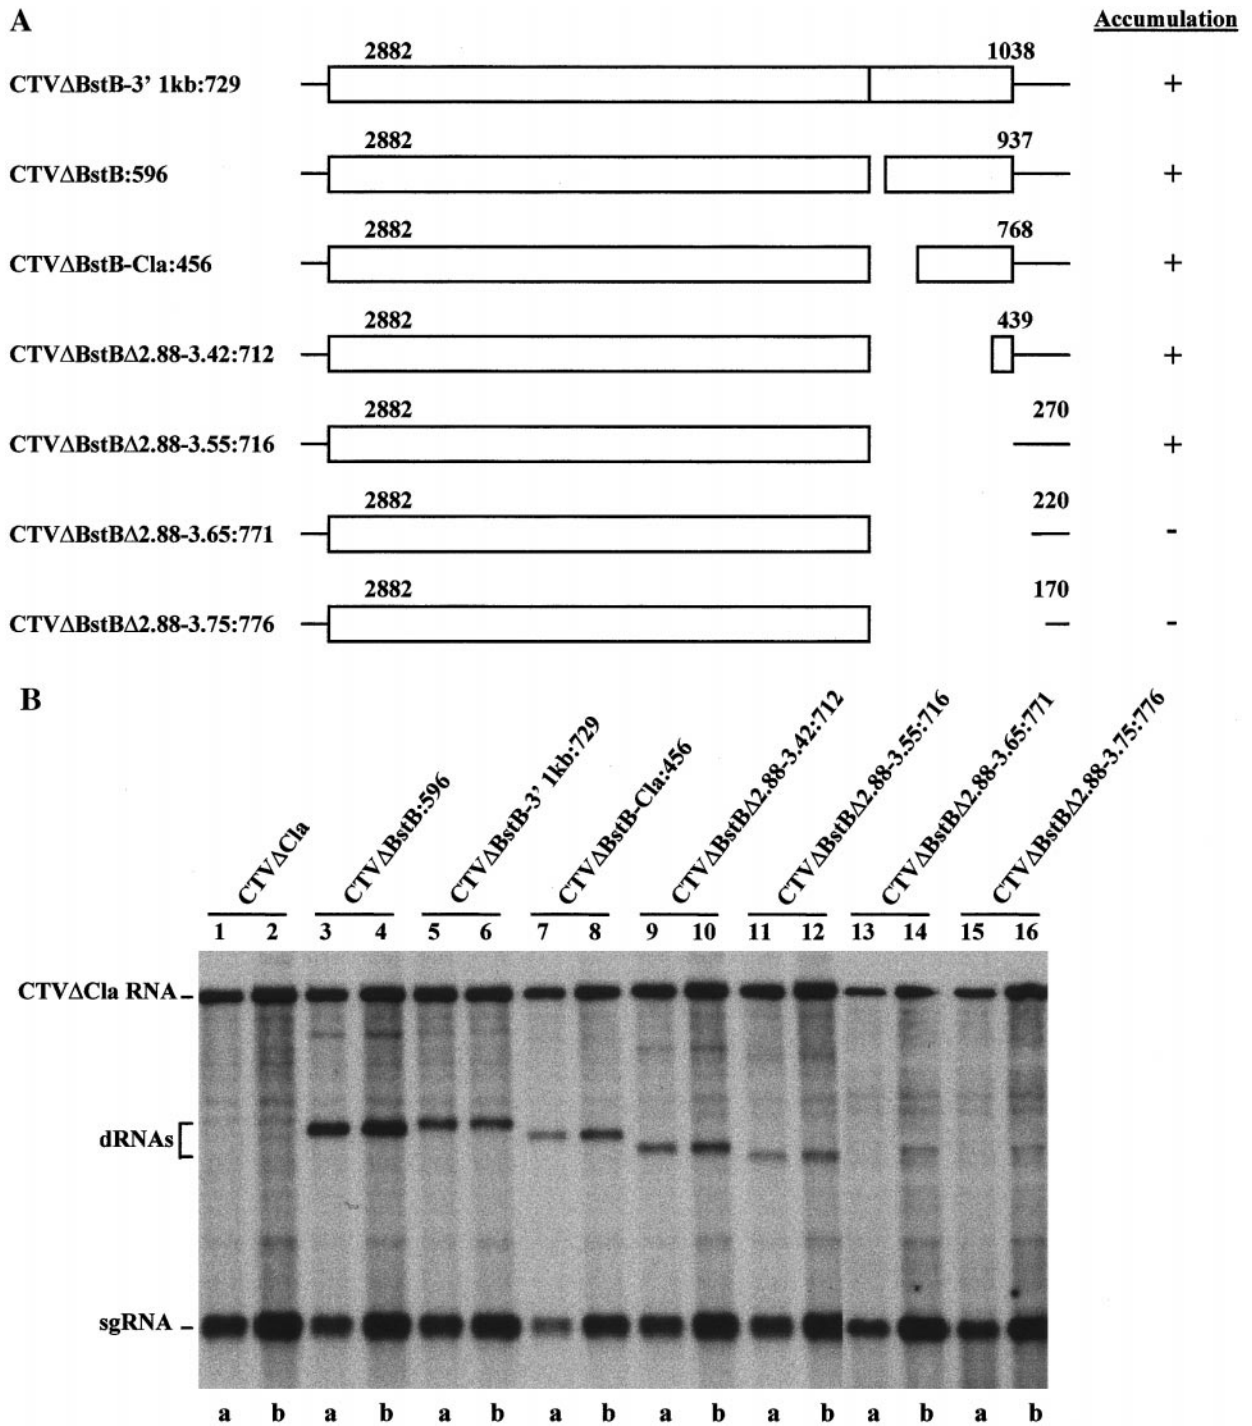 A
Accumulation
2882 1038
CTVΔBstB-3' 1kb:729 +
2882 937
CTVΔBstB:596 +
2882 768
CTVΔBstB-Cla:456 +
2882 439
CTVΔBstBΔ2.88-3.42:712 +
2882 270
CTVΔBstBΔ2.88-3.55:716 +
2882 220
CTVΔBstBΔ2.88-3.65:771 -
2882 170
CTVΔBstBΔ2.88-3.75:776 -
B
CTVΔCla
CTVΔBstB:596
CTVΔBstB-3' 1kb:729
CTVΔBstB-Cla:456
CTVΔBstBΔ2.88-3.42:712
CTVΔBstBΔ2.88-3.55:716
CTVΔBstBΔ2.88-3.65:771
CTVΔBstBΔ2.88-3.75:776
1 2 3 4 5 6 7 8 9 10 11 12 13 14 15 16
CTVΔCla RNA
dRNAs
sgRNA
a b a b a b a b a b a b a b a b